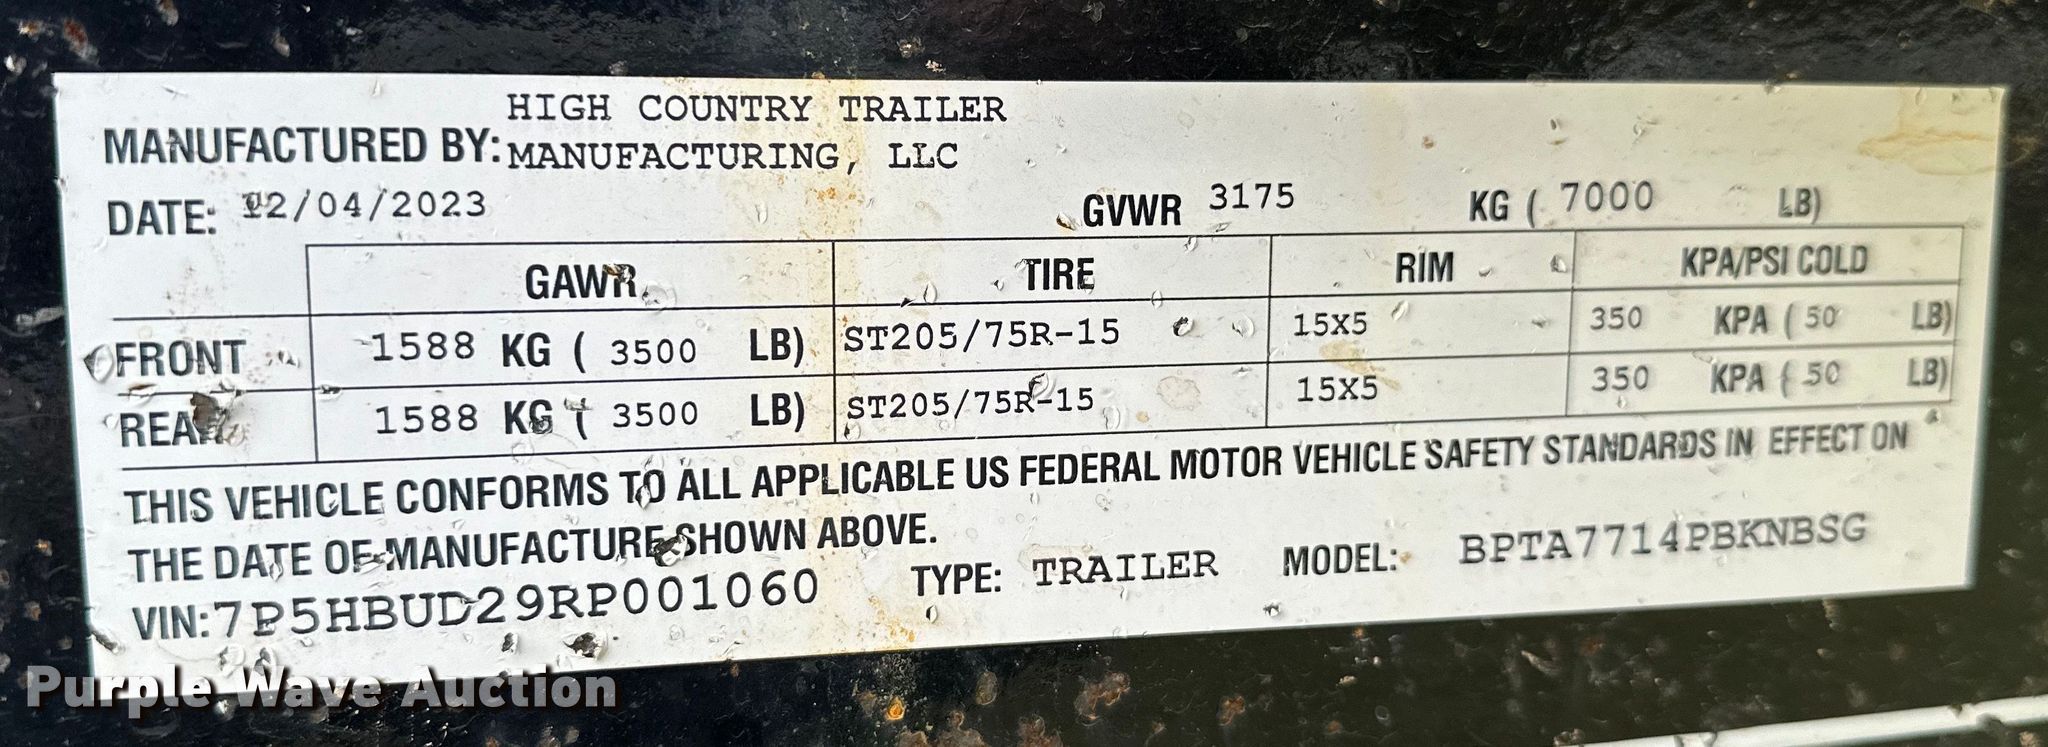 HIGH COUNTRY TRAILER
MANUFACTURED BY: MANUFACTURING, LLC
DATE: 12/04/2023 GVWR 3175 KG ( 7000 LB)
GAWR TIRE RIM KPA/PSI COLD
FRONT 1588 KG ( 3500 LB) ST205/75R-15 15X5 350 KPA ( 50 LB)
REAR 1588 KG ( 3500 LB) ST205/75R-15 15X5 350 KPA ( 50 LB)
THIS VEHICLE CONFORMS TO ALL APPLICABLE US FEDERAL MOTOR VEHICLE SAFETY STANDARDS IN EFFECT ON
THE DATE OF MANUFACTURE SHOWN ABOVE.
VIN: 7P5HBUD29RP001060 TYPE: TRAILER MODEL: BPTA7714PBKNBSG
Purple Wave Auction